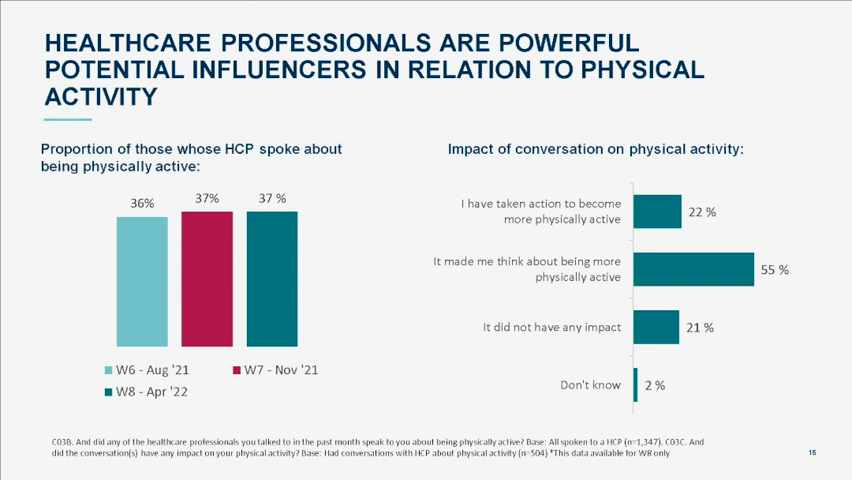 HEALTHCARE PROFESSIONALS ARE POWERFUL
POTENTIAL INFLUENCERS IN RELATION TO PHYSICAL
ACTIVITY
Proportion of those whose HCP spoke about
being physically active:
36%
37%
37 %
W6 - Aug '21
W7 - Nov '21
W8 - Apr '22
Impact of conversation on physical activity:
I have taken action to become
more physically active
22 %
It made me think about being more
physically active
55 %
It did not have any impact
21 %
Don't know
2 %
C03B. And did any of the healthcare professionals you talked to in the past month speak to you about being physically active? Base: All spoken to a HCP (n=1,347). C03C. And
did the conversation(s) have any impact on your physical activity? Base: Had conversations with HCP about physical activity (n=504) *This data available for W8 only
15